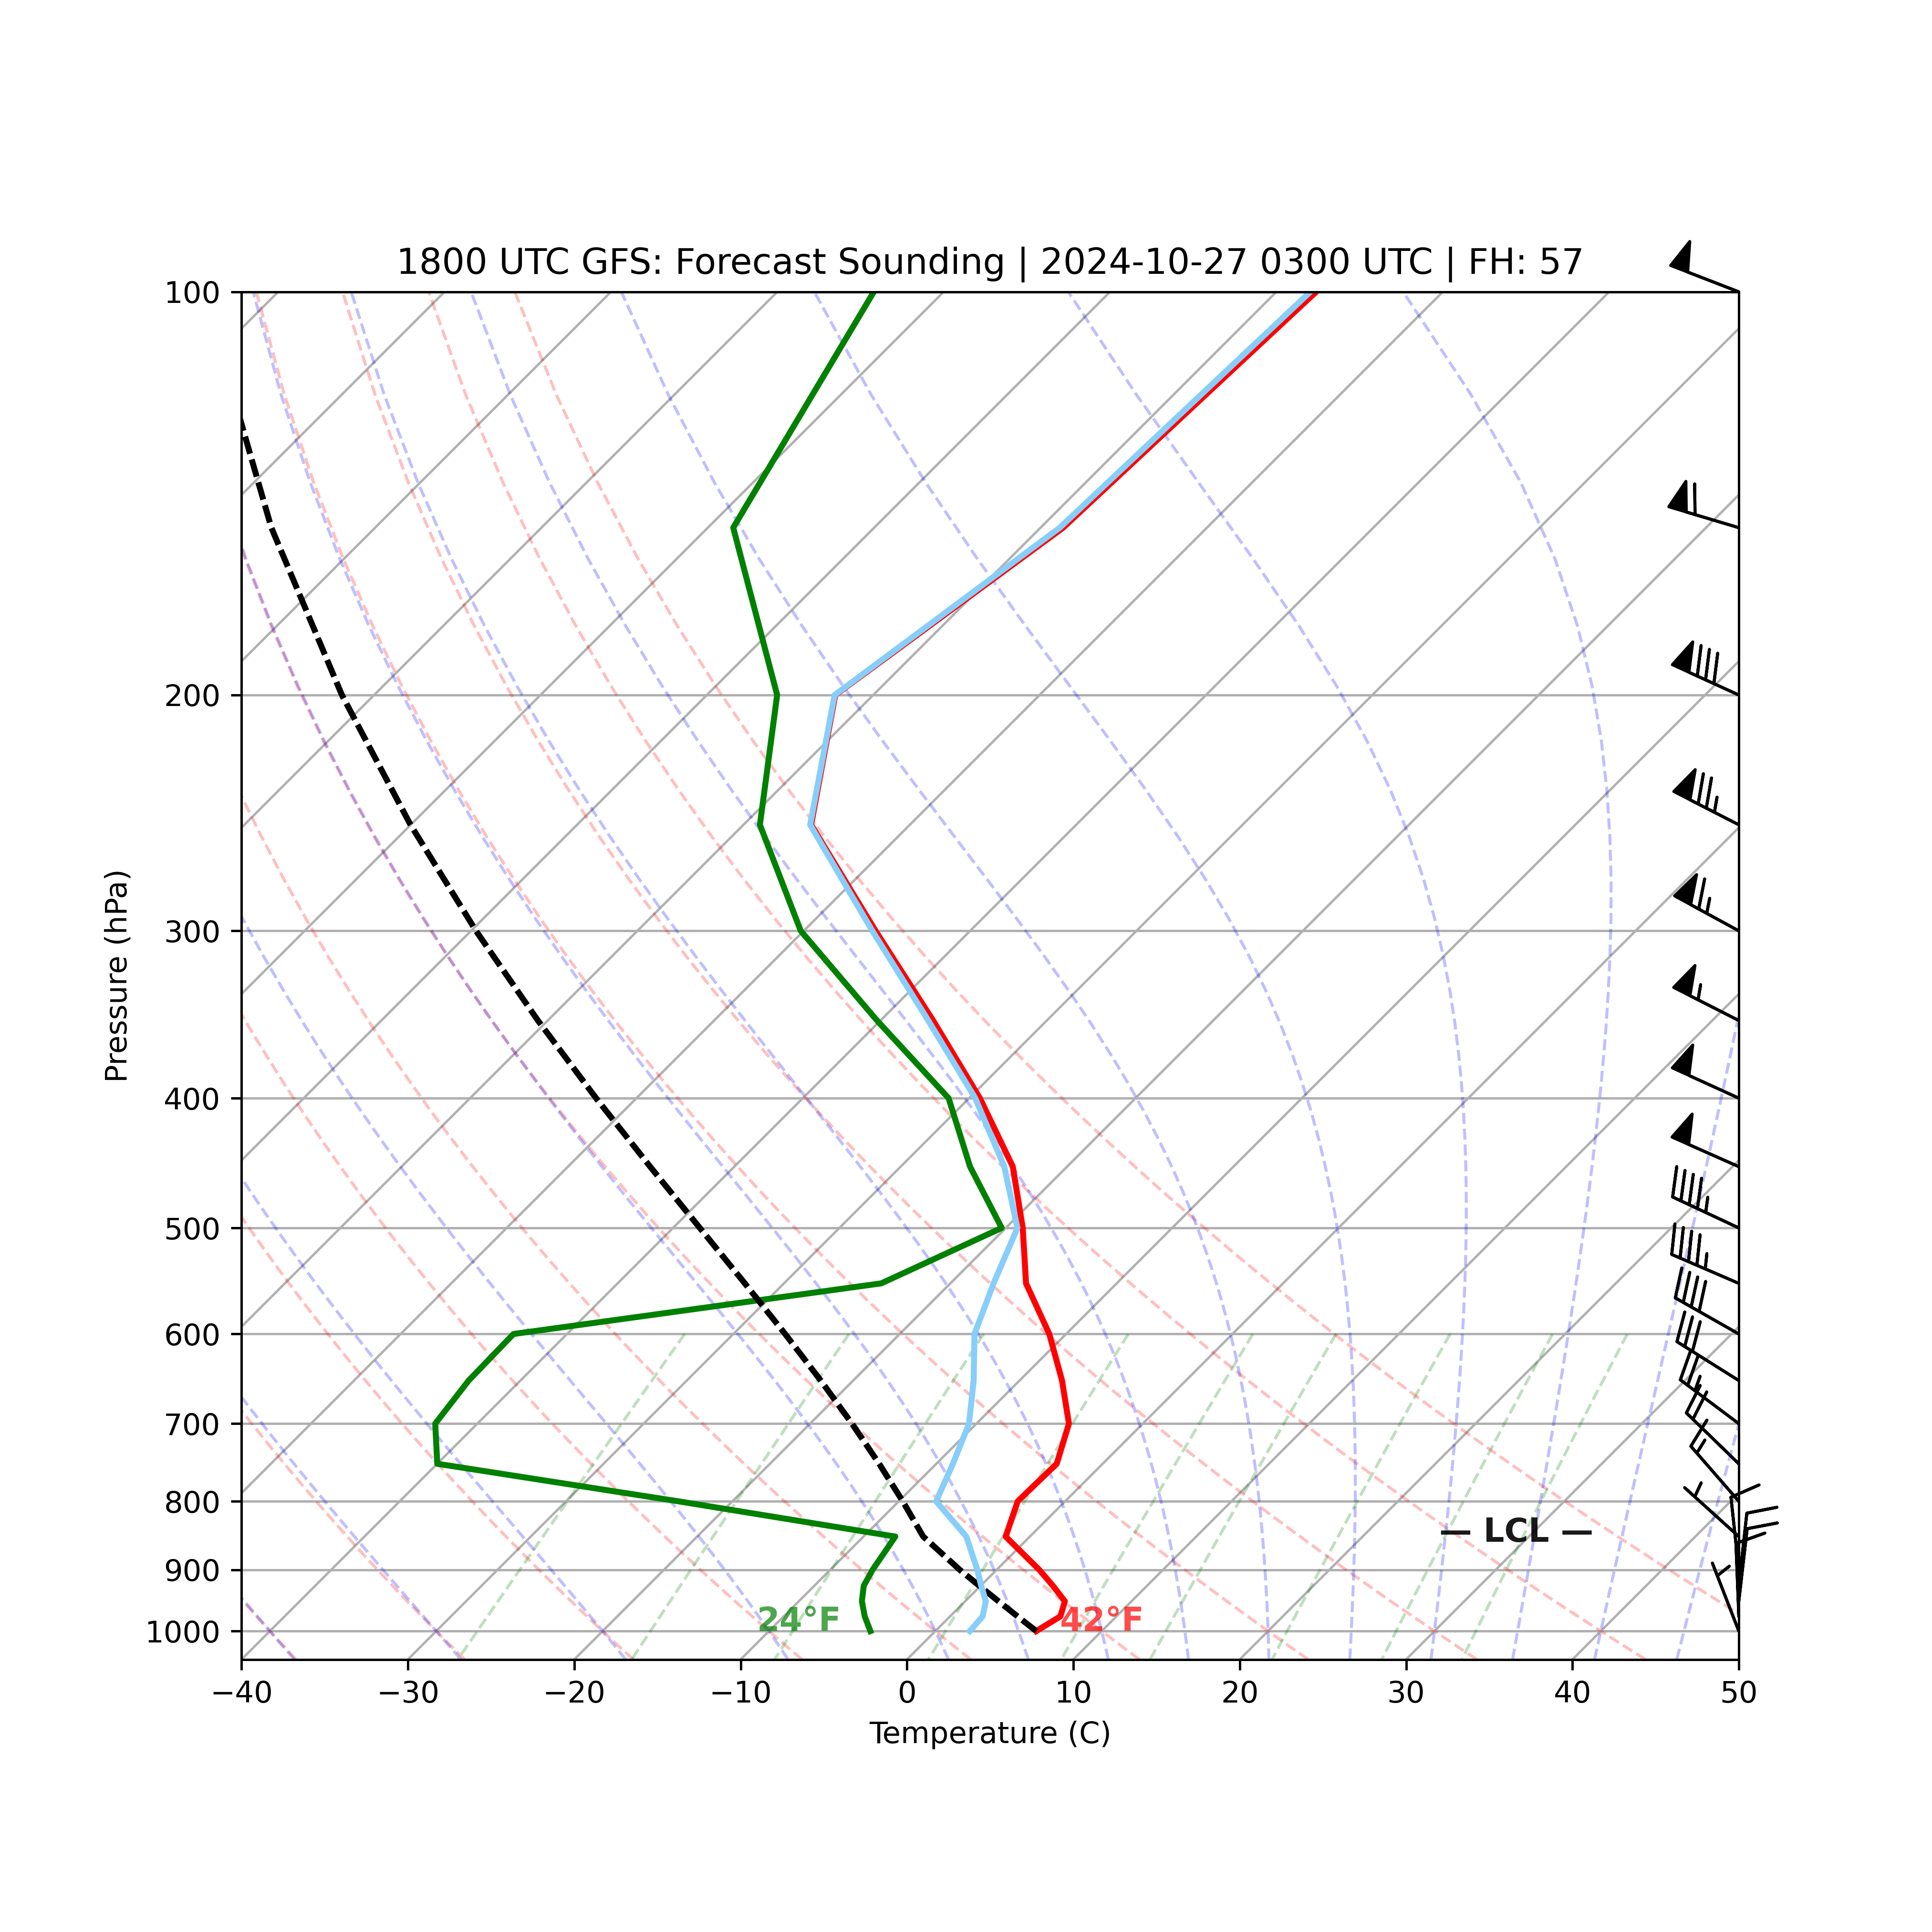 1800 UTC GFS: Forecast Sounding | 2024-10-27 0300 UTC | FH: 57
100
200
300
400
500
600
700
800
900
1000
Pressure (hPa)
— LCL —
24°F
42°F
−40 −30 −20 −10 0 10 20 30 40 50
Temperature (C)